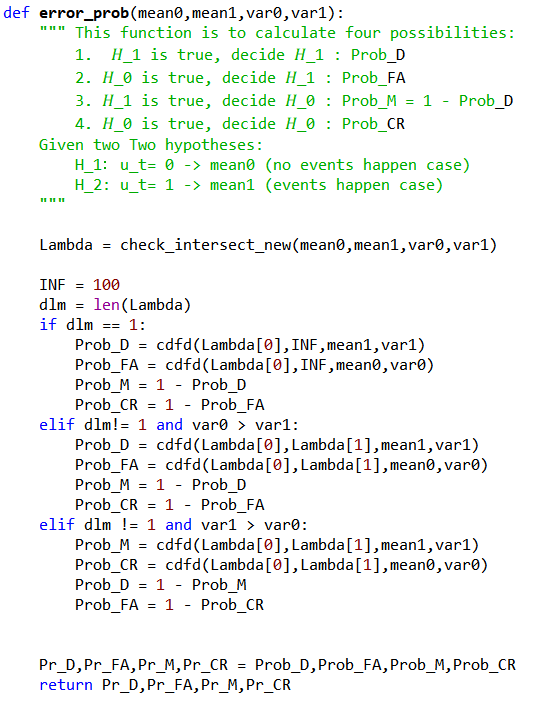 def error_prob(mean0,mean1,var0,var1):
""" This function is to calculate four possibilities:
1. H_1 is true, decide H_1 : Prob_D
2. H_0 is true, decide H_1 : Prob_FA
3. H_1 is true, decide H_0 : Prob_M = 1 - Prob_D
4. H_0 is true, decide H_0 : Prob_CR
Given two Two hypotheses:
H_1: u_t= 0 -> mean0 (no events happen case)
H_2: u_t= 1 -> mean1 (events happen case)
"""
Lambda = check_intersect_new(mean0,mean1,var0,var1)
INF = 100
dlm = len(Lambda)
if dlm == 1:
Prob_D = cdfd(Lambda[0],INF,mean1,var1)
Prob_FA = cdfd(Lambda[0],INF,mean0,var0)
Prob_M = 1 - Prob_D
Prob_CR = 1 - Prob_FA
elif dlm!= 1 and var0 > var1:
Prob_D = cdfd(Lambda[0],Lambda[1],mean1,var1)
Prob_FA = cdfd(Lambda[0],Lambda[1],mean0,var0)
Prob_M = 1 - Prob_D
Prob_CR = 1 - Prob_FA
elif dlm != 1 and var1 > var0:
Prob_M = cdfd(Lambda[0],Lambda[1],mean1,var1)
Prob_CR = cdfd(Lambda[0],Lambda[1],mean0,var0)
Prob_D = 1 - Prob_M
Prob_FA = 1 - Prob_CR
Pr_D,Pr_FA,Pr_M,Pr_CR = Prob_D,Prob_FA,Prob_M,Prob_CR
return Pr_D,Pr_FA,Pr_M,Pr_CR